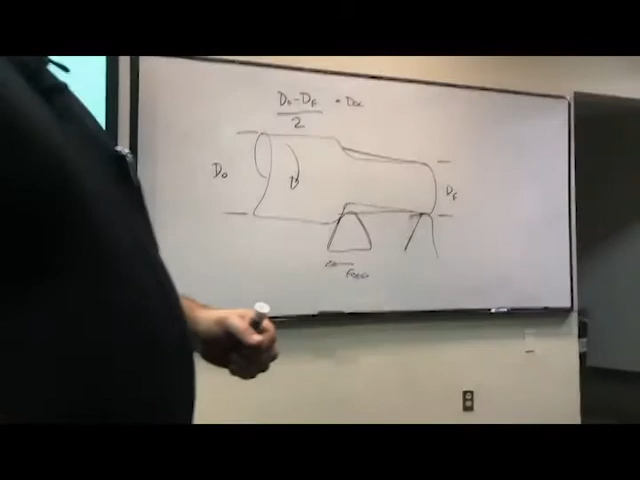 D₀-D_F = Doc
2
D₀
D_F
FEED